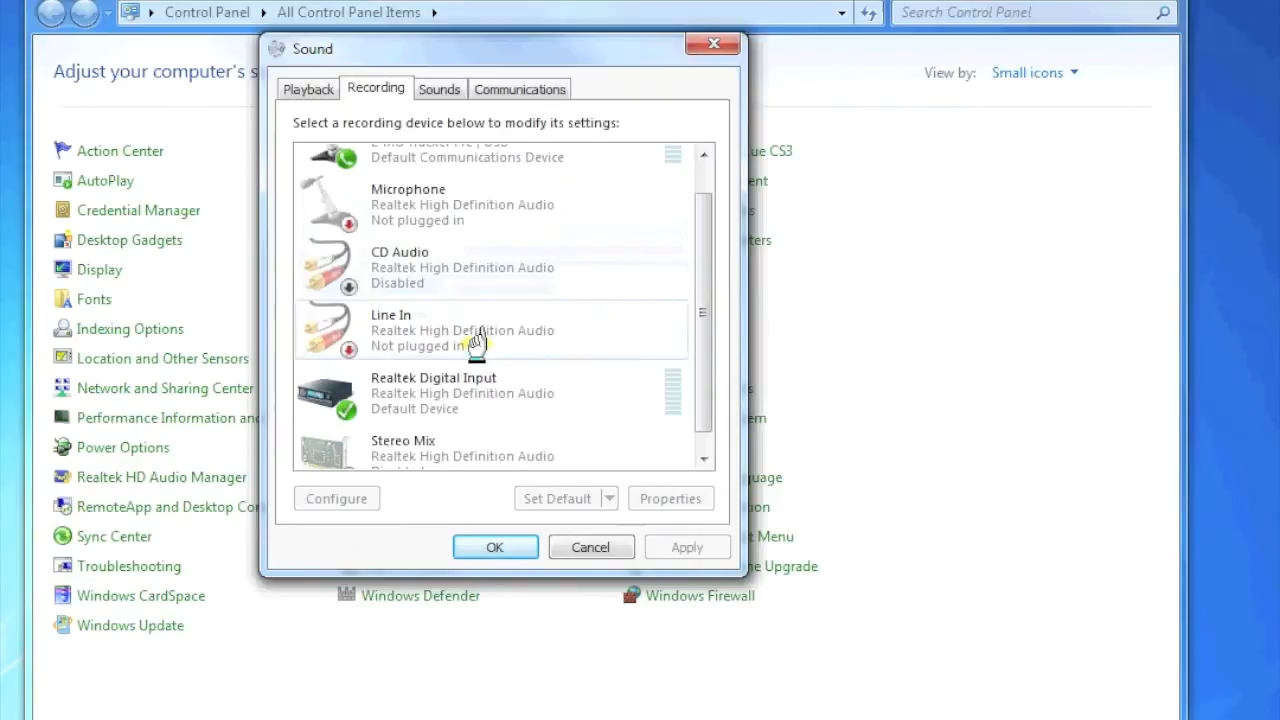 Control Panel
All Control Panel Items
Search Control Panel
Sound
Adjust your computer's s
View by: Small icons
Playback
Recording
Sounds
Communications
Select a recording device below to modify its settings:
Default Communications Device
Microphone
Realtek High Definition Audio
Not plugged in
CD Audio
Realtek High Definition Audio
Disabled
Line In
Realtek High Definition Audio
Not plugged in
Realtek Digital Input
Realtek High Definition Audio
Default Device
Stereo Mix
Realtek High Definition Audio
Configure
Set Default
Properties
OK
Cancel
Apply
Action Center
AutoPlay
Credential Manager
Desktop Gadgets
Display
Fonts
Indexing Options
Location and Other Sensors
Network and Sharing Center
Performance Information an
Power Options
Realtek HD Audio Manager
RemoteApp and Desktop Co
Sync Center
Troubleshooting
Windows CardSpace
Windows Update
Windows Defender
ue CS3
ent
ters
em
uage
on
t Menu
e Upgrade
Windows Firewall